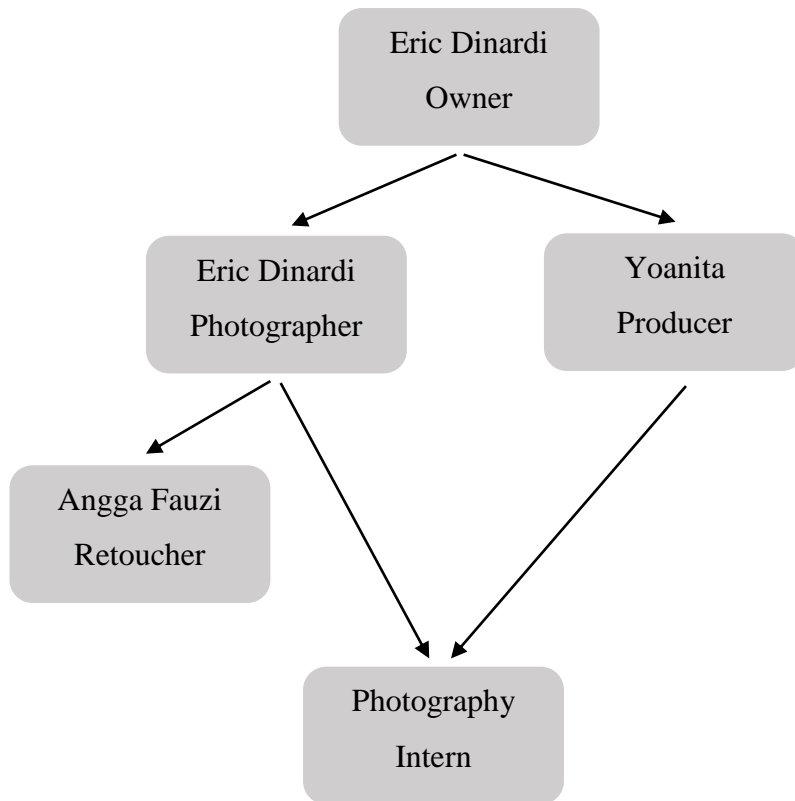 Eric Dinardi
Owner
Eric Dinardi
Photographer
Yoanita
Producer
Angga Fauzi
Retoucher
Photography
Intern